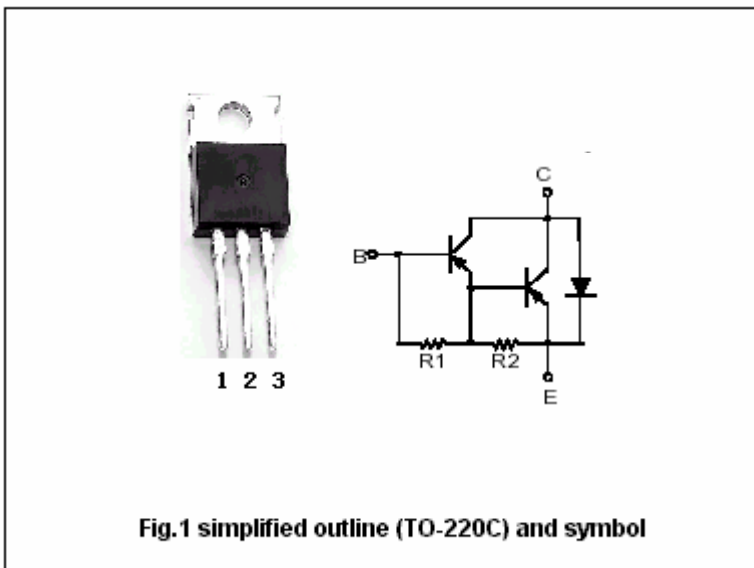 C
B
R1 R2
E
1 2 3
Fig.1 simplified outline (TO-220C) and symbol